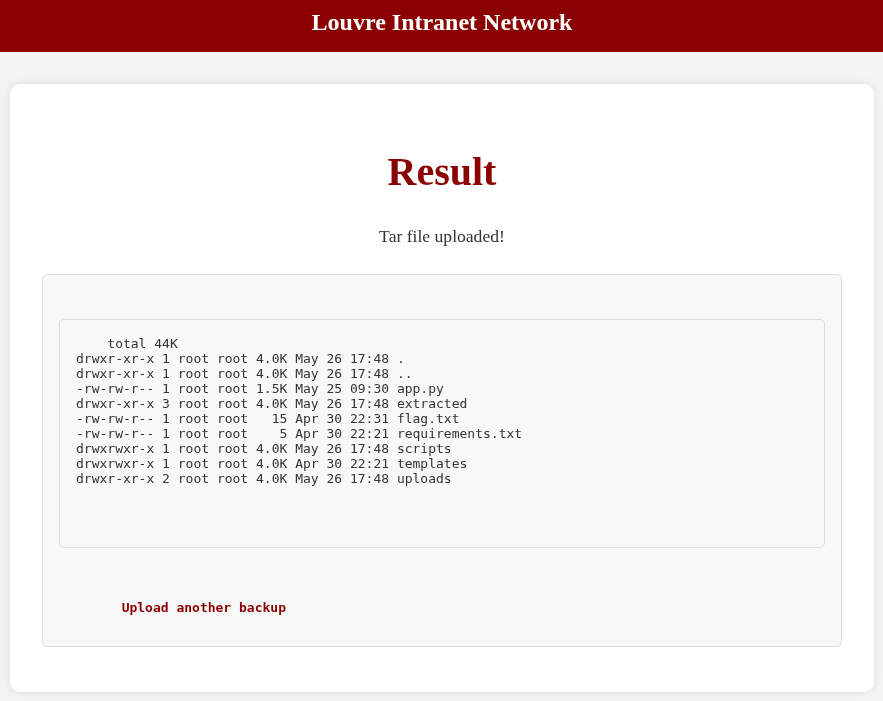 Louvre Intranet Network
Result
Tar file uploaded!
total 44K
drwxr-xr-x 1 root root 4.0K May 26 17:48 .
drwxr-xr-x 1 root root 4.0K May 26 17:48 ..
-rw-rw-r-- 1 root root 1.5K May 25 09:30 app.py
drwxr-xr-x 3 root root 4.0K May 26 17:48 extracted
-rw-rw-r-- 1 root root   15 Apr 30 22:31 flag.txt
-rw-rw-r-- 1 root root    5 Apr 30 22:21 requirements.txt
drwxrwxr-x 1 root root 4.0K May 26 17:48 scripts
drwxrwxr-x 1 root root 4.0K Apr 30 22:21 templates
drwxr-xr-x 2 root root 4.0K May 26 17:48 uploads
Upload another backup